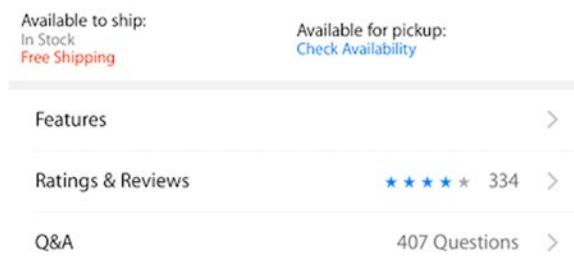 Available to ship:
In Stock
Free Shipping
Available for pickup:
Check Availability
Features
Ratings & Reviews 334
Q&A 407 Questions